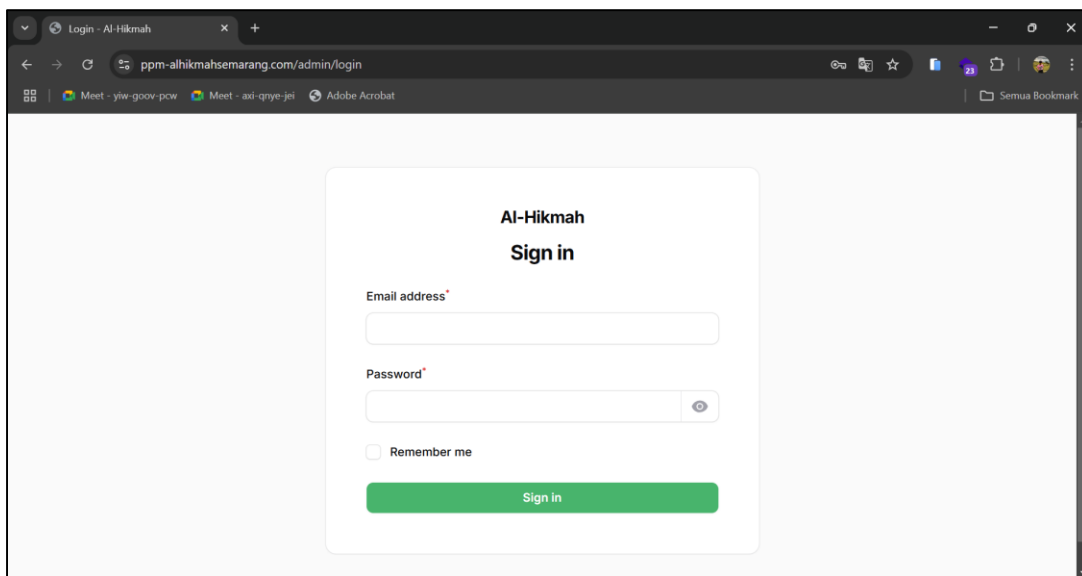 Login - Al-Hikmah
ppm-alhikmahsemarang.com/admin/login
23
Meet - yiw-goov-pcw Meet - axi-qnye-jei Adobe Acrobat Semua Bookmark
Al-Hikmah
Sign in
Email address*
Password*
Remember me
Sign in